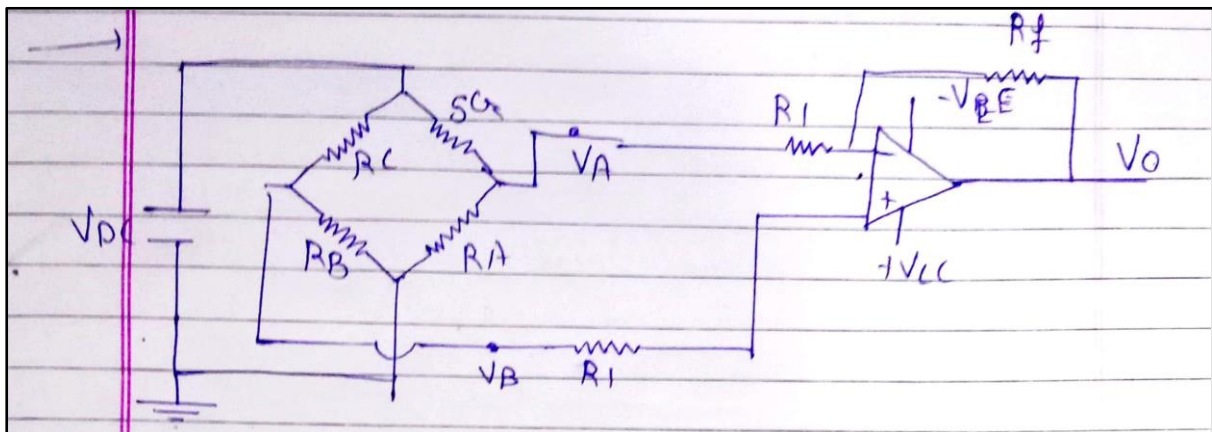 Rf
-VEE
R1
SG
RC
VA
VO
VDC
RB
RA
+
+VCC
VB
R1